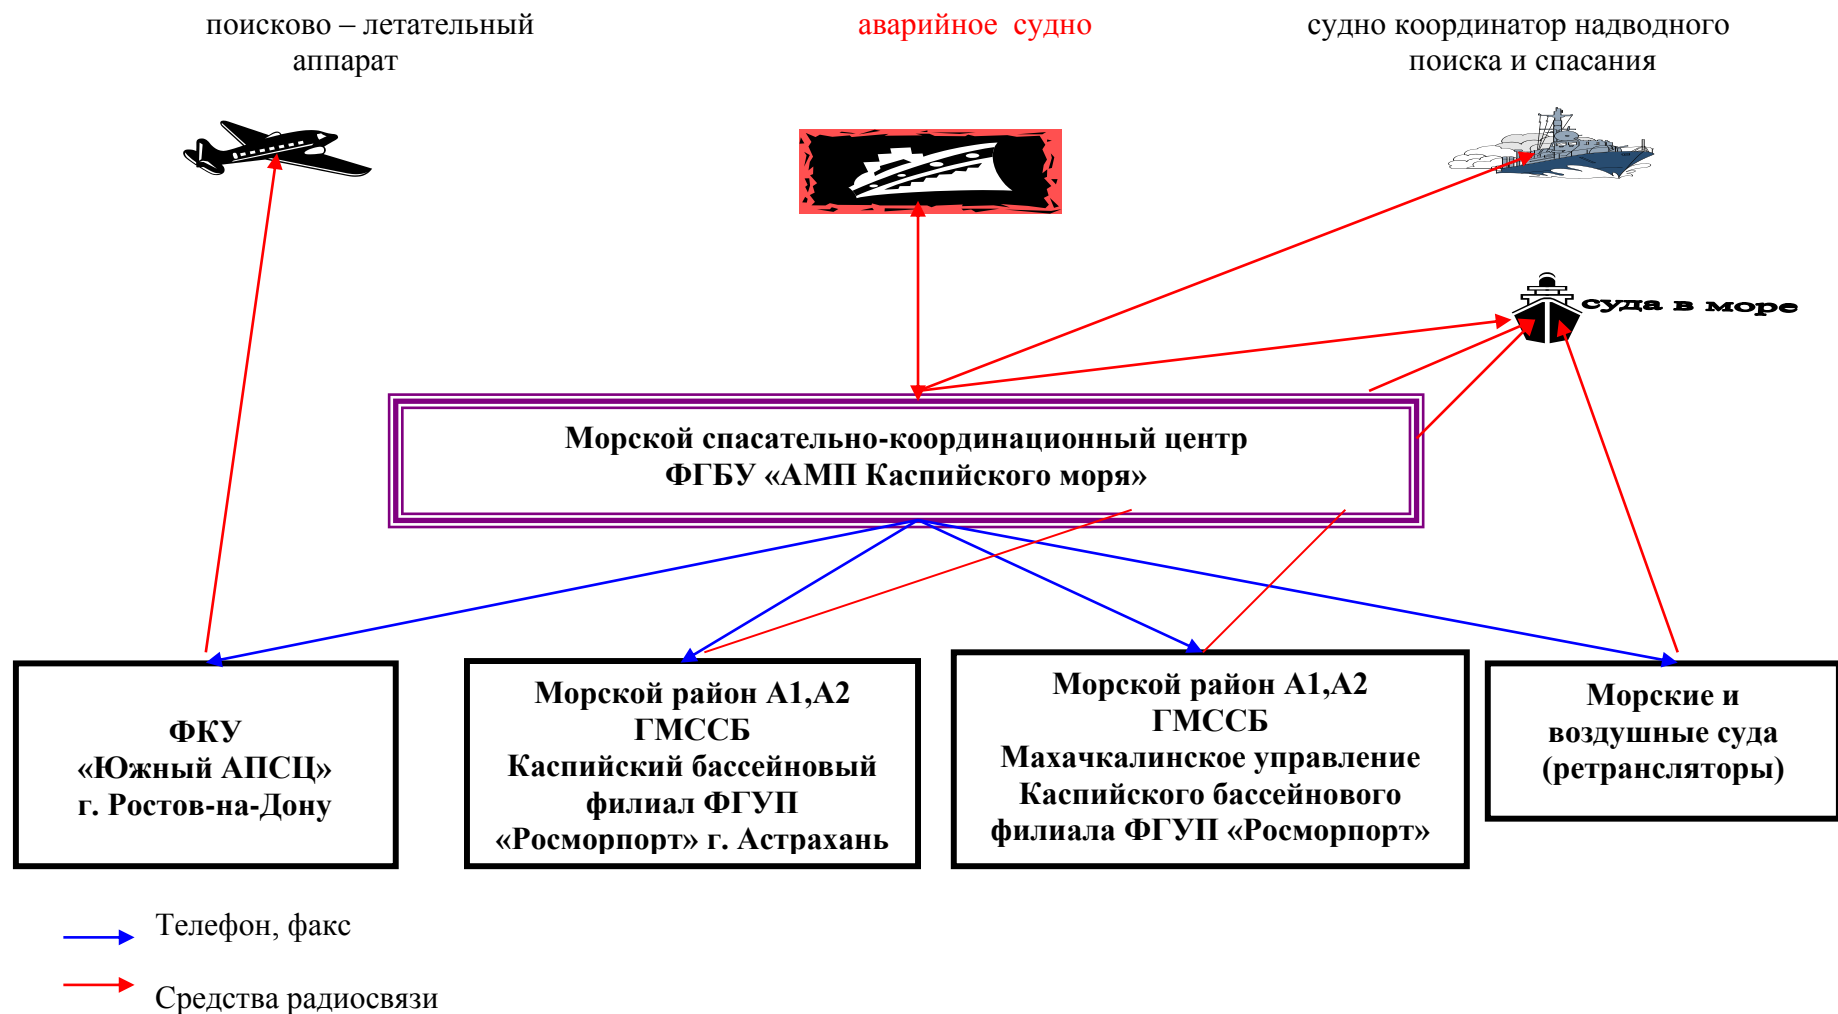 поисково – летательный
аппарат
аварийное судно
судно координатор надводного
поиска и спасания
суда в море
Морской спасательно-координационный центр
ФГБУ «АМП Каспийского моря»
ФКУ
«Южный АПСЦ»
г. Ростов-на-Дону
Морской район А1,А2
ГМССБ
Каспийский бассейновый
филиал ФГУП
«Росморпорт» г. Астрахань
Морской район А1,А2
ГМССБ
Махачкалинское управление
Каспийского бассейнового
филиала ФГУП «Росморпорт»
Морские и
воздушные суда
(ретрансляторы)
Телефон, факс
Средства радиосвязи